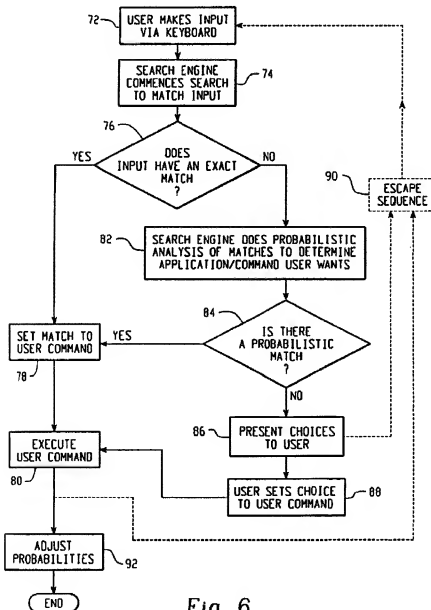 72
USER MAKES INPUT
VIA KEYBOARD
SEARCH ENGINE
COMMENCES SEARCH
TO MATCH INPUT
74
76
YES
DOES
INPUT HAVE AN EXACT
MATCH
?
NO
90
ESCAPE
SEQUENCE
82
SEARCH ENGINE DOES PROBABILISTIC
ANALYSIS OF MATCHES TO DETERMINE
APPLICATION/COMMAND USER WANTS
84
SET MATCH TO
USER COMMAND
78
YES
IS THERE
A PROBABILISTIC
MATCH
?
NO
86
PRESENT CHOICES
TO USER
EXECUTE
USER COMMAND
80
USER SETS CHOICE
TO USER COMMAND
88
ADJUST
PROBABILITIES
92
END
Fig. 6